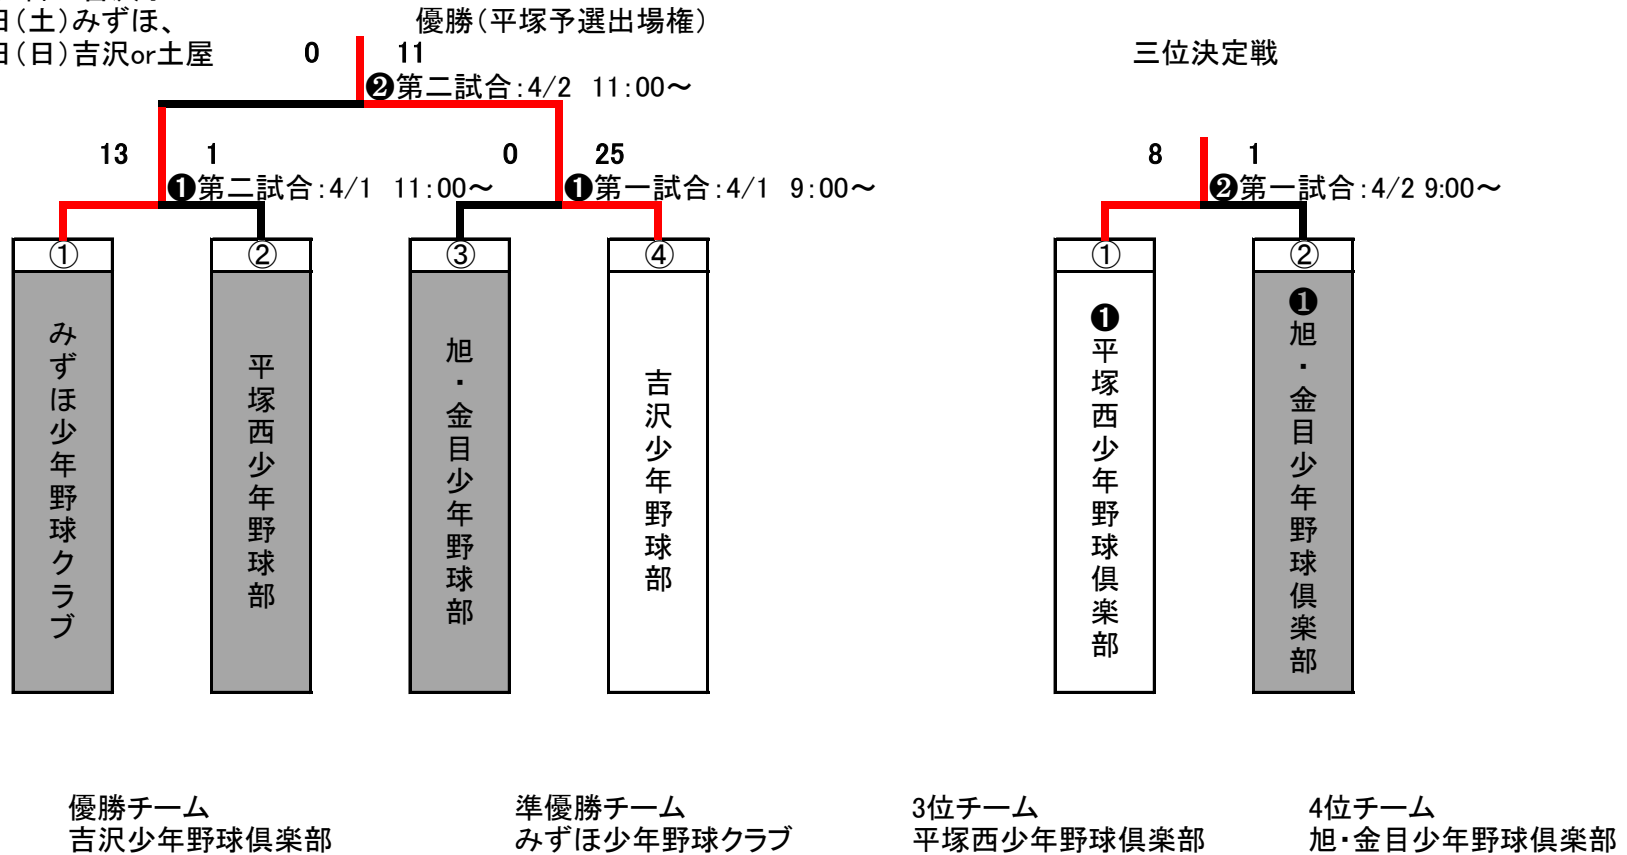 日(土)みずほ、
日(日)吉沢or土屋
優勝(平塚予選出場権)
0 11
❷第二試合:4/2 11:00~
三位決定戦
13 1
❶第二試合:4/1 11:00~
0 25
❶第一試合:4/1 9:00~
8 1
❷第一試合:4/2 9:00~
①
みずほ少年野球クラブ
②
平塚西少年野球部
③
旭・金目少年野球部
④
吉沢少年野球部
①
❶平塚西少年野球倶楽部
②
❶旭・金目少年野球倶楽部
優勝チーム
吉沢少年野球倶楽部
準優勝チーム
みずほ少年野球クラブ
3位チーム
平塚西少年野球倶楽部
4位チーム
旭・金目少年野球倶楽部